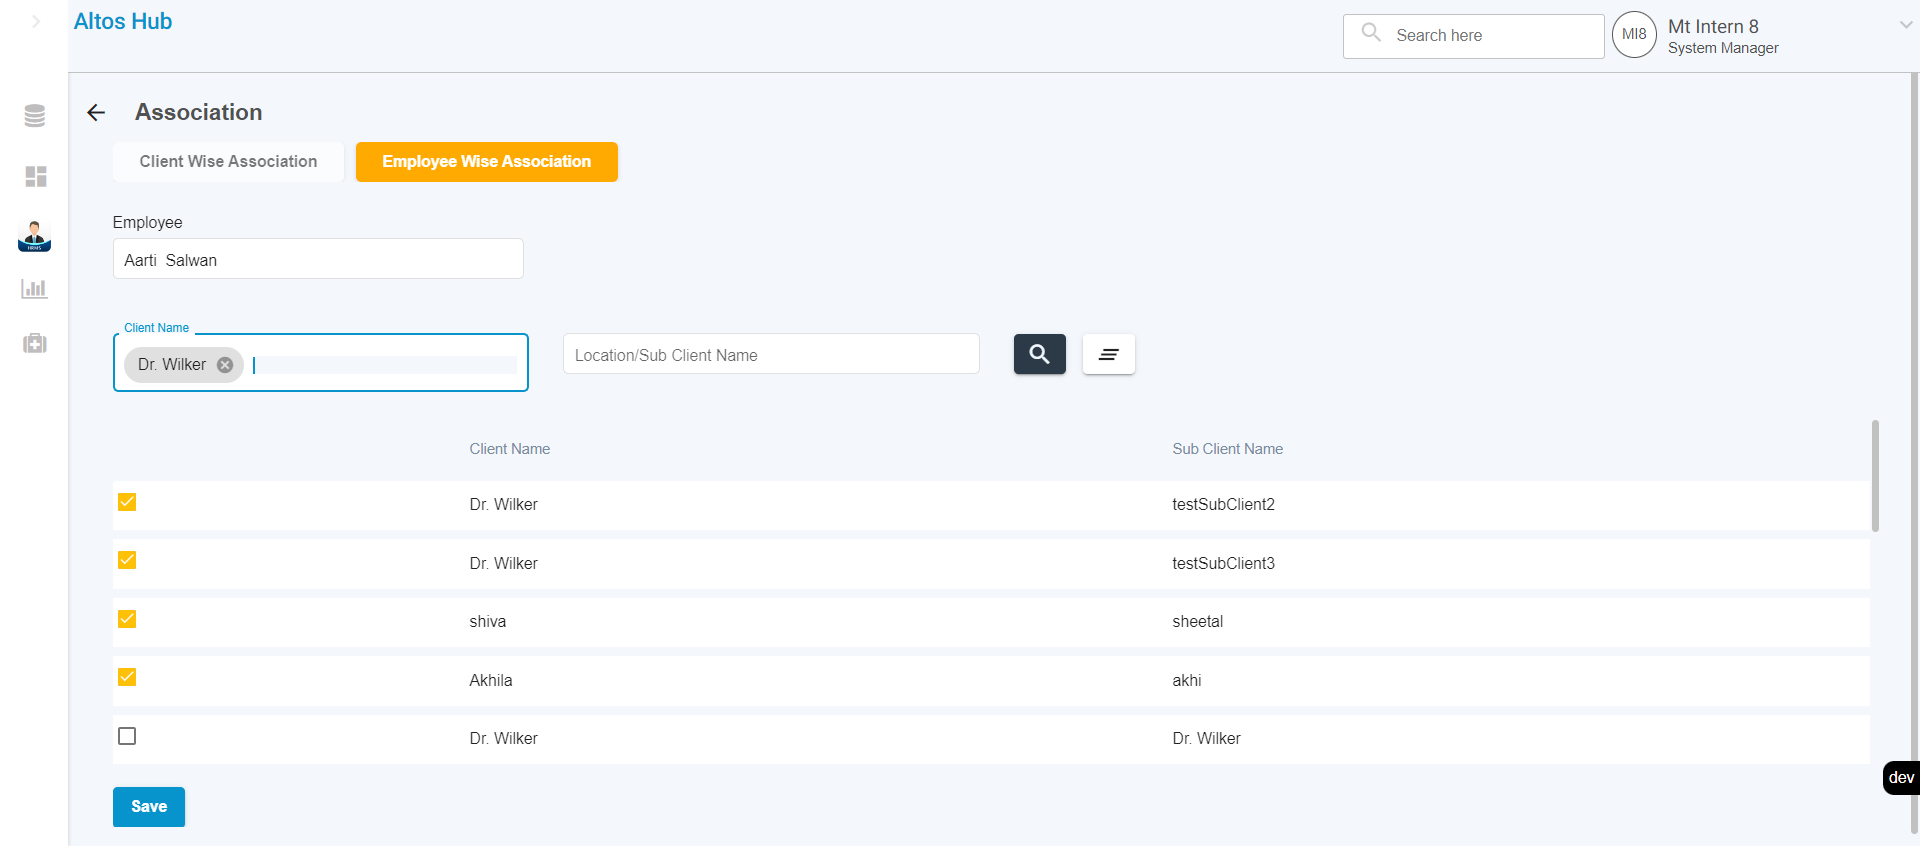 Altos Hub
Search here
MI8
Mt Intern 8
System Manager
Association
Client Wise Association
Employee Wise Association
Employee
Aarti  Salwan
Client Name
Dr. Wilker
Location/Sub Client Name
Client Name
Sub Client Name
Dr. Wilker
testSubClient2
Dr. Wilker
testSubClient3
shiva
sheetal
Akhila
akhi
Dr. Wilker
Dr. Wilker
Save
dev
HRMS